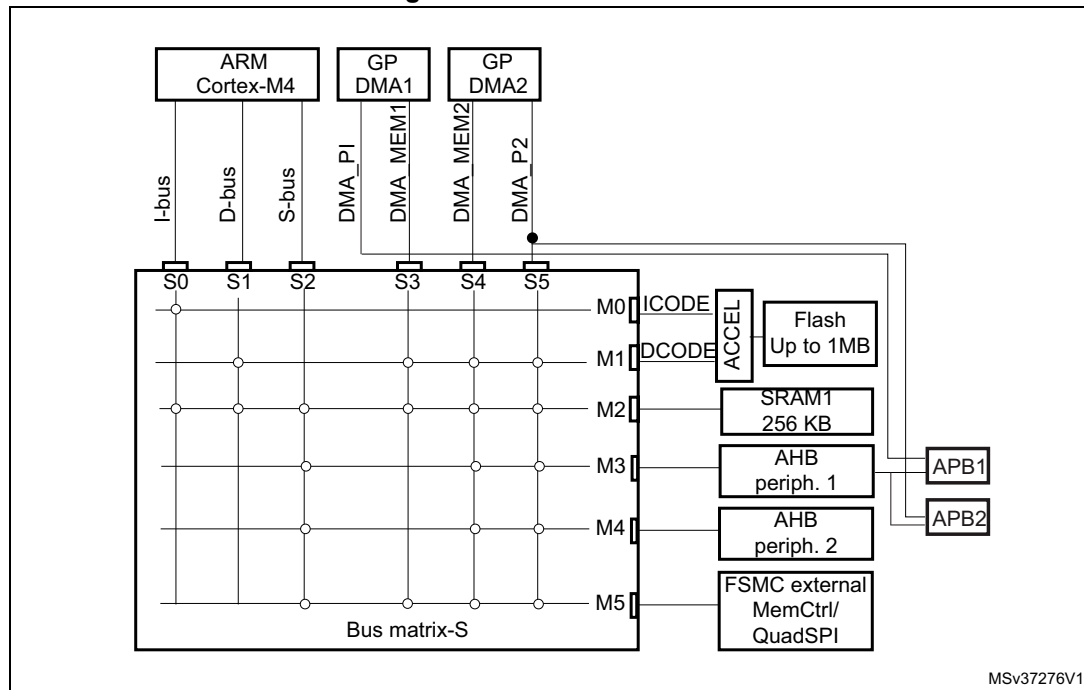 ARM
Cortex-M4
GP
DMA1
GP
DMA2
I-bus
D-bus
S-bus
DMA_PI
DMA_MEM1
DMA_MEM2
DMA_P2
S0
S1
S2
S3
S4
S5
M0
ICODE
M1
DCODE
ACCEL
Flash
Up to 1MB
M2
SRAM1
256 KB
M3
AHB
periph. 1
APB1
M4
AHB
periph. 2
APB2
M5
FSMC external
MemCtrl/
QuadSPI
Bus matrix-S
MSv37276V1